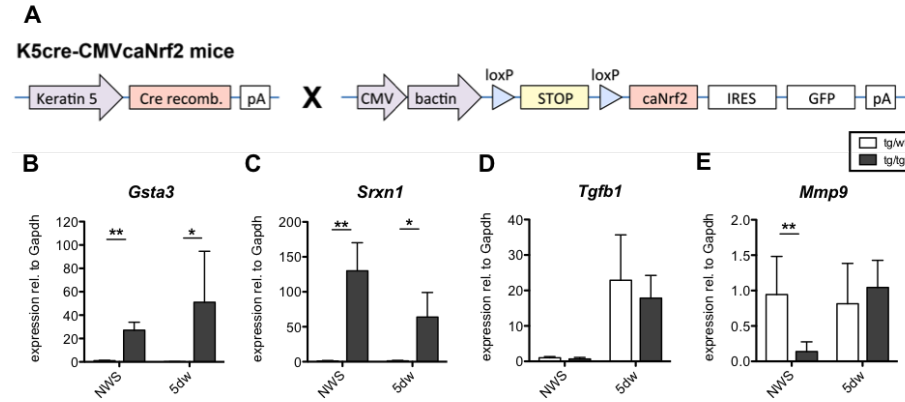 A
K5cre-CMVcaNrf2 mice
Keratin 5 Cre recomb. pA X CMV bactin loxP STOP loxP caNrf2 IRES GFP pA
tg/w
tg/tg
B C D E
Gsta3 Srxn1 Tgfb1 Mmp9
expression rel. to Gapdh
120
100
80
60
40
20
0
** *
NWS 5dw
expression rel. to Gapdh
200
150
100
50
0
** *
NWS 5dw
expression rel. to Gapdh
40
30
20
10
0
NWS 5dw
expression rel. to Gapdh
2.0
1.5
1.0
0.5
0.0
**
NWS 5dw